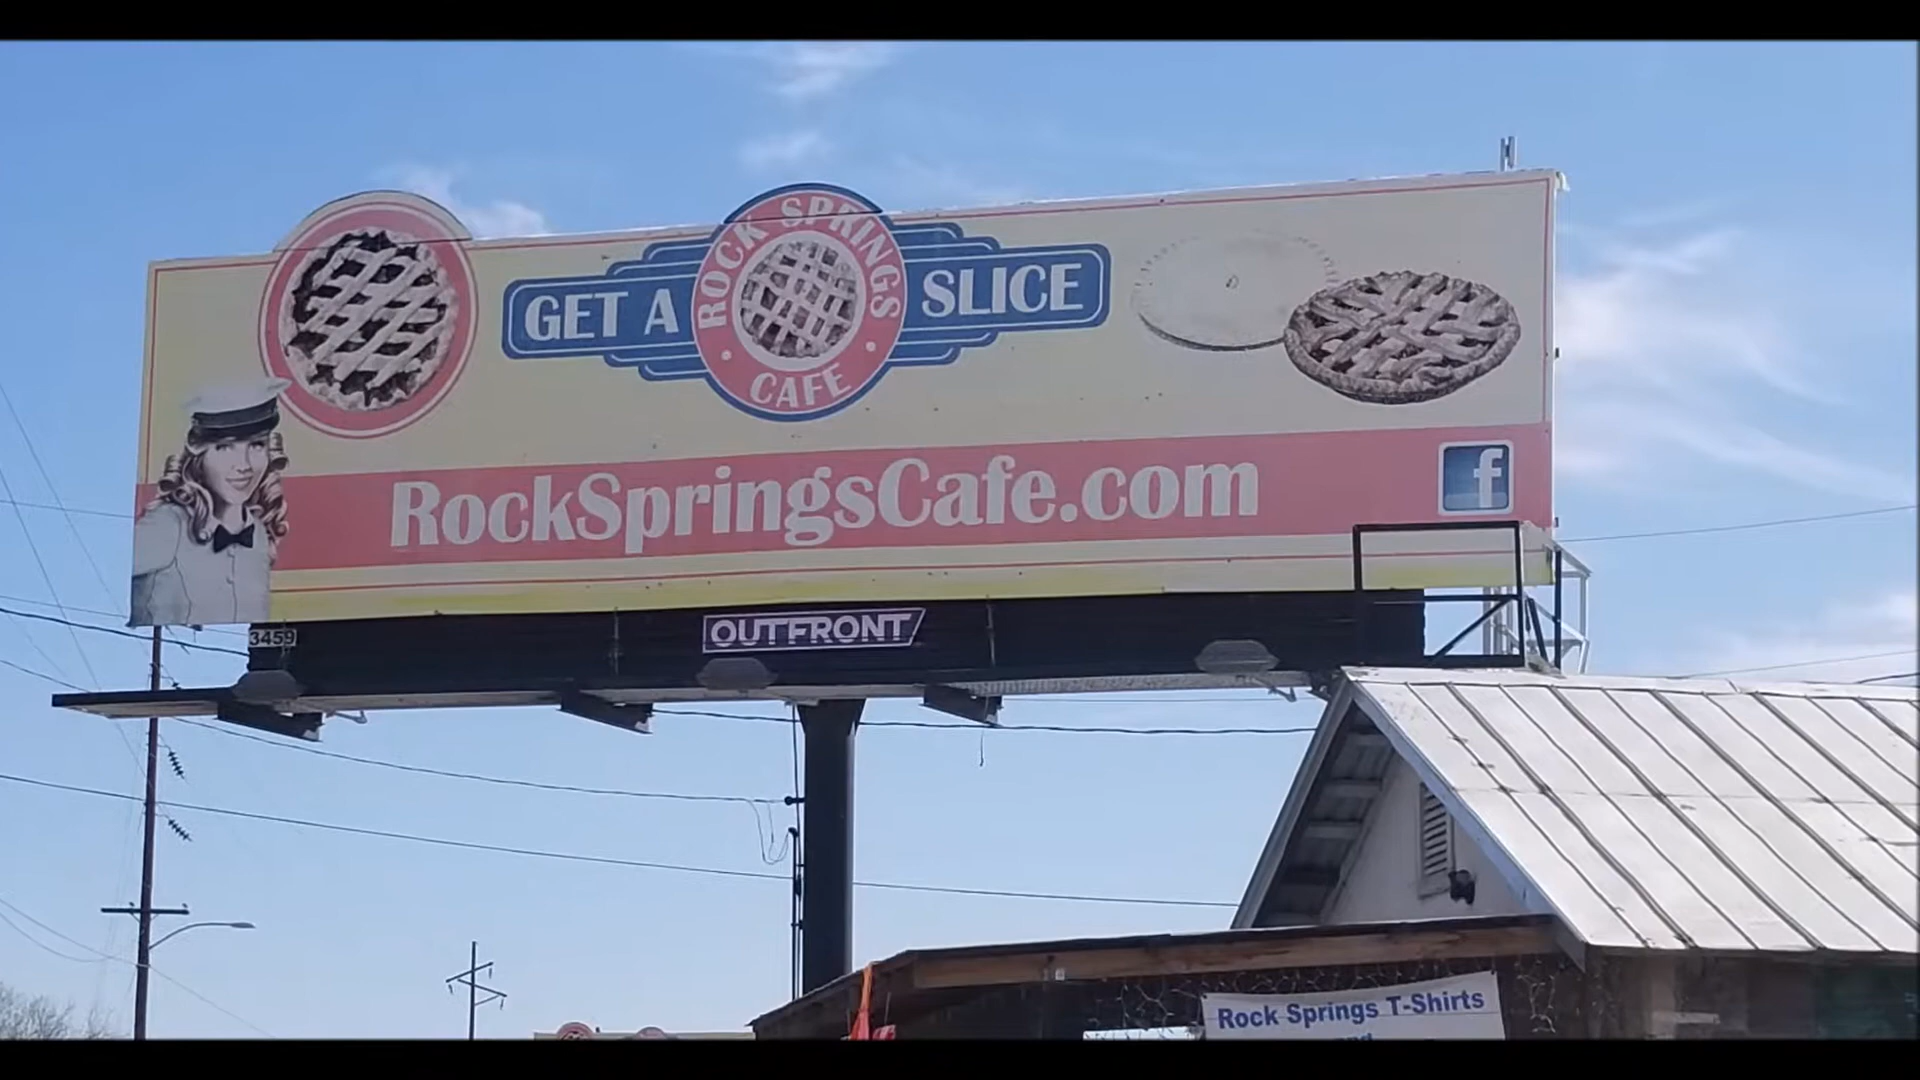 GET A
ROCK SPRINGS
CAFE
SLICE
RockSpringsCafe.com
f
3459
OUTFRONT
Rock Springs T-Shirts